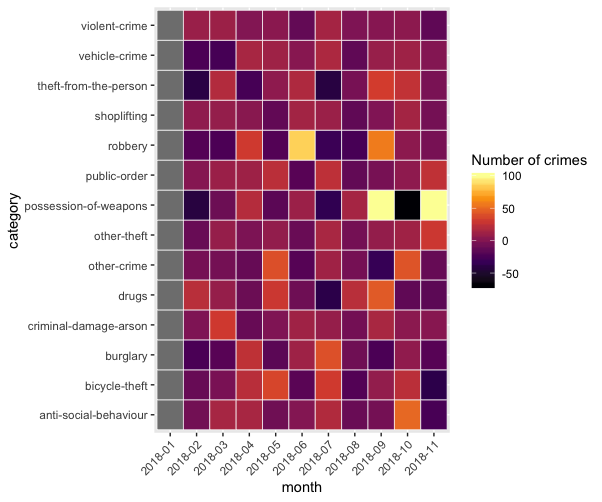 violent-crime
vehicle-crime
theft-from-the-person
shoplifting
robbery
public-order
possession-of-weapons
other-theft
other-crime
drugs
criminal-damage-arson
burglary
bicycle-theft
anti-social-behaviour
category
2018-01
2018-02
2018-03
2018-04
2018-05
2018-06
2018-07
2018-08
2018-09
2018-10
2018-11
month
Number of crimes
100
50
0
-50